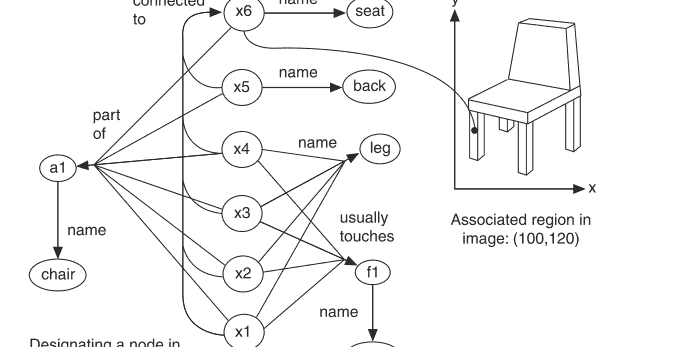 connected
to
x6
name
seat
y
x5
name
back
part
of
x4
name
leg
a1
x
x3
usually
touches
Associated region in
image: (100,120)
name
chair
x2
f1
name
x1
Designating a node in